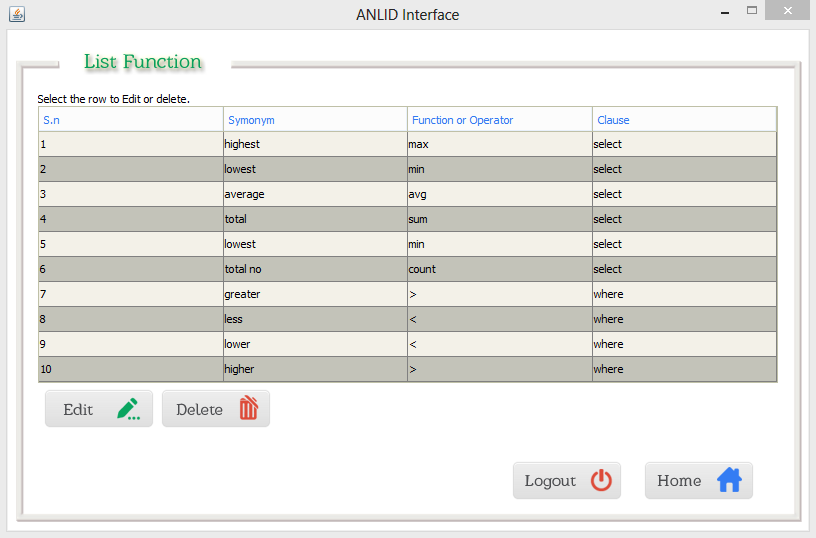 ANLID Interface
List Function
Select the row to Edit or delete.
S.n Synonym Function or Operator Clause
1 highest max select
2 lowest min select
3 average avg select
4 total sum select
5 lowest min select
6 total no count select
7 greater > where
8 less < where
9 lower < where
10 higher > where
Edit Delete
Logout Home